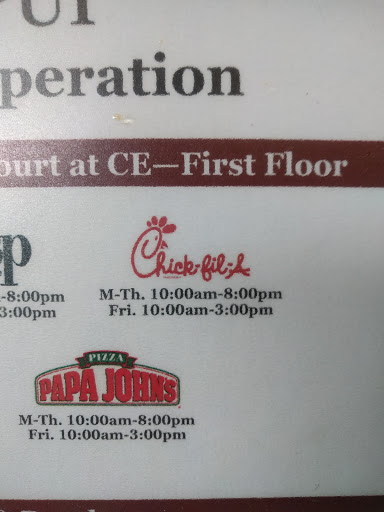 PUI
peration
ourt at CE—First Floor
p
Chick-fil-A
-8:00pm
M-Th. 10:00am-8:00pm
3:00pm
Fri. 10:00am-3:00pm
PIZZA
PAPA JOHNS
M-Th. 10:00am-8:00pm
Fri. 10:00am-3:00pm